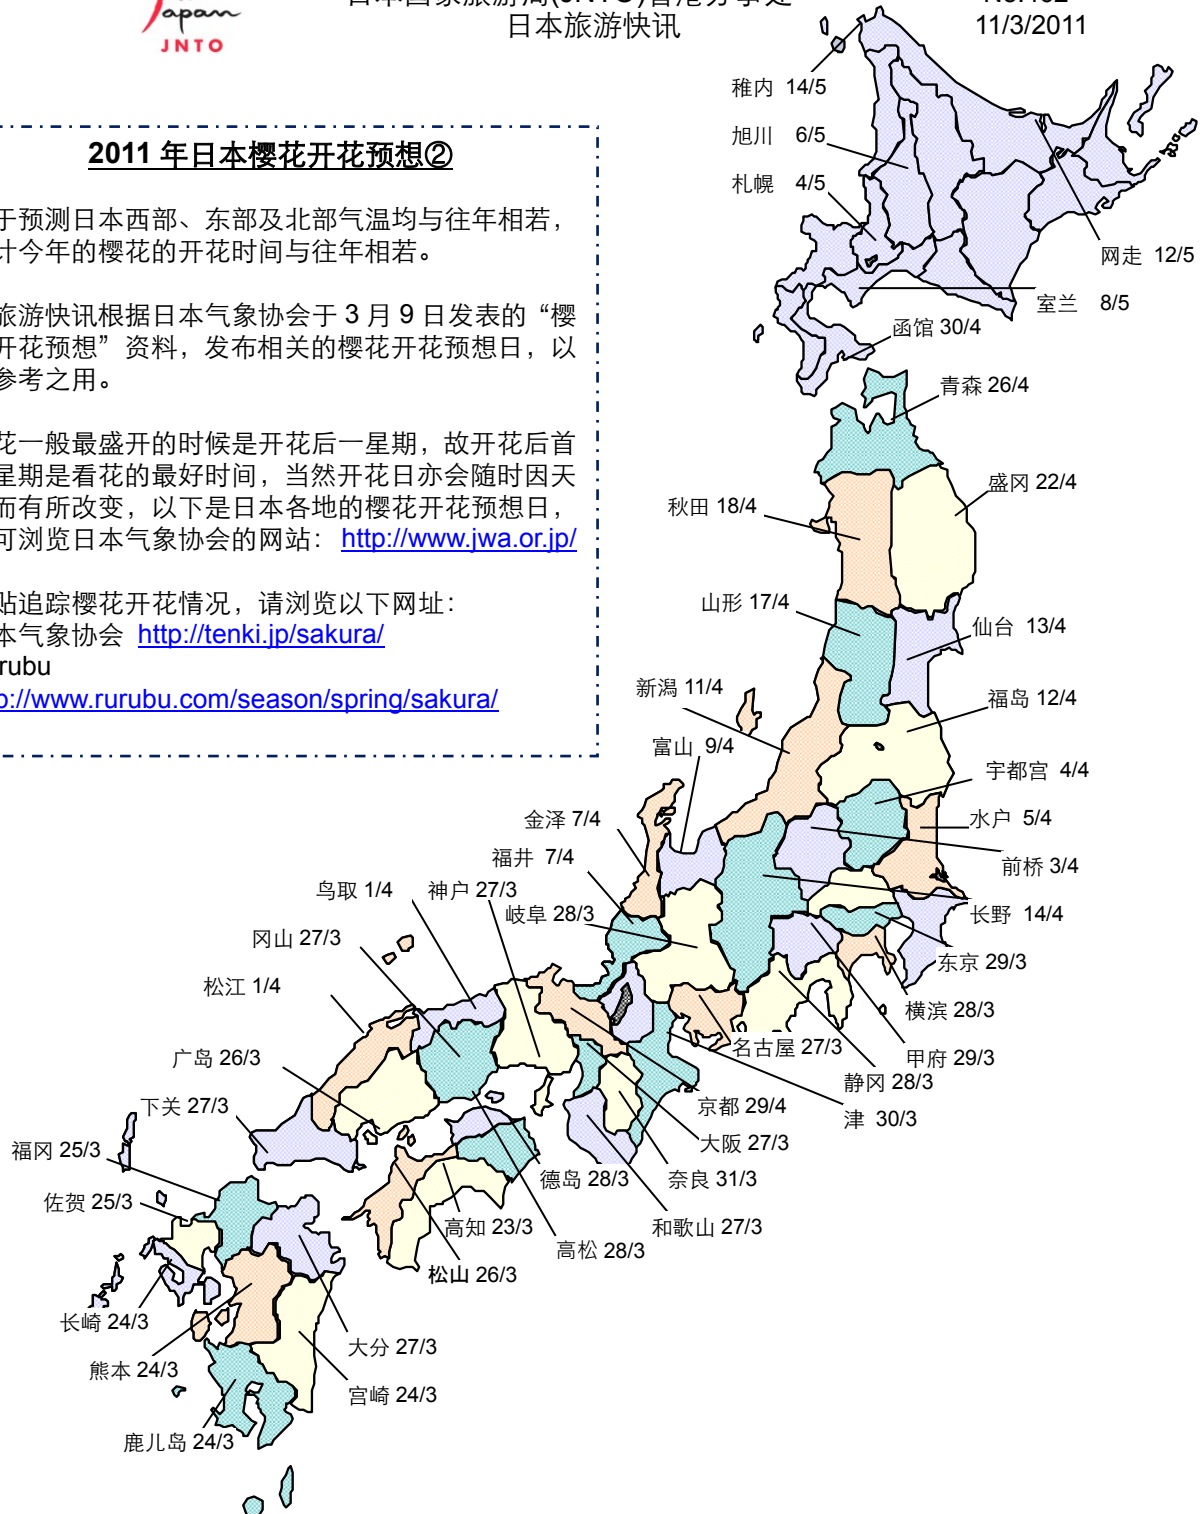 Japan
JNTO
日本国家旅游局(JNTO)香港办事处
日本旅游快讯
11/3/2011
2011 年日本樱花开花预想②
于预测日本西部、东部及北部气温均与往年相若，
计今年的樱花的开花时间与往年相若。
旅游快讯根据日本气象协会于 3 月 9 日发表的“樱
开花预想”资料，发布相关的樱花开花预想日，以
参考之用。
花一般最盛开的时候是开花后一星期，故开花后首
星期是看花的最好时间，当然开花日亦会随时因天
而有所改变，以下是日本各地的樱花开花预想日，
可浏览日本气象协会的网站： http://www.jwa.or.jp/
贴追踪樱花开花情况，请浏览以下网址：
本气象协会 http://tenki.jp/sakura/
rubu
p://www.rurubu.com/season/spring/sakura/
稚内 14/5
旭川 6/5
札幌 4/5
网走 12/5
室兰 8/5
函馆 30/4
青森 26/4
盛冈 22/4
秋田 18/4
山形 17/4
仙台 13/4
新潟 11/4
福岛 12/4
富山 9/4
宇都宫 4/4
金泽 7/4
水户 5/4
福井 7/4
前桥 3/4
鸟取 1/4
神户 27/3
岐阜 28/3
长野 14/4
冈山 27/3
东京 29/3
松江 1/4
横滨 28/3
广岛 26/3
名古屋 27/3
甲府 29/3
静冈 28/3
下关 27/3
京都 29/4
津 30/3
福冈 25/3
大阪 27/3
德岛 28/3
奈良 31/3
佐贺 25/3
高知 23/3
和歌山 27/3
高松 28/3
松山 26/3
长崎 24/3
大分 27/3
熊本 24/3
宫崎 24/3
鹿儿岛 24/3